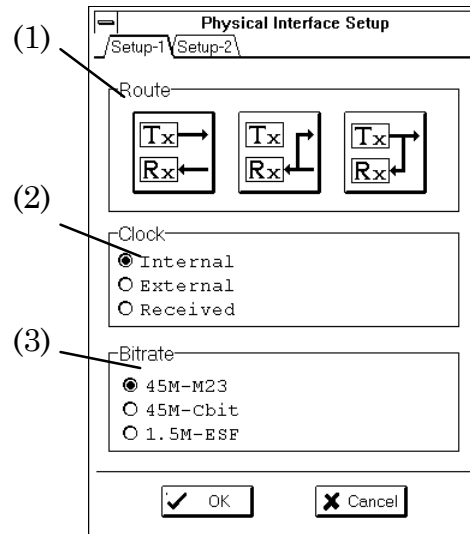 (1)
Physical Interface Setup
Setup-1 Setup-2
Route
Tx Tx Tx
Rx Rx Rx
(2)
Clock
Internal
External
Received
(3)
Bitrate
45M-M23
45M-Cbit
1.5M-ESF
OK Cancel